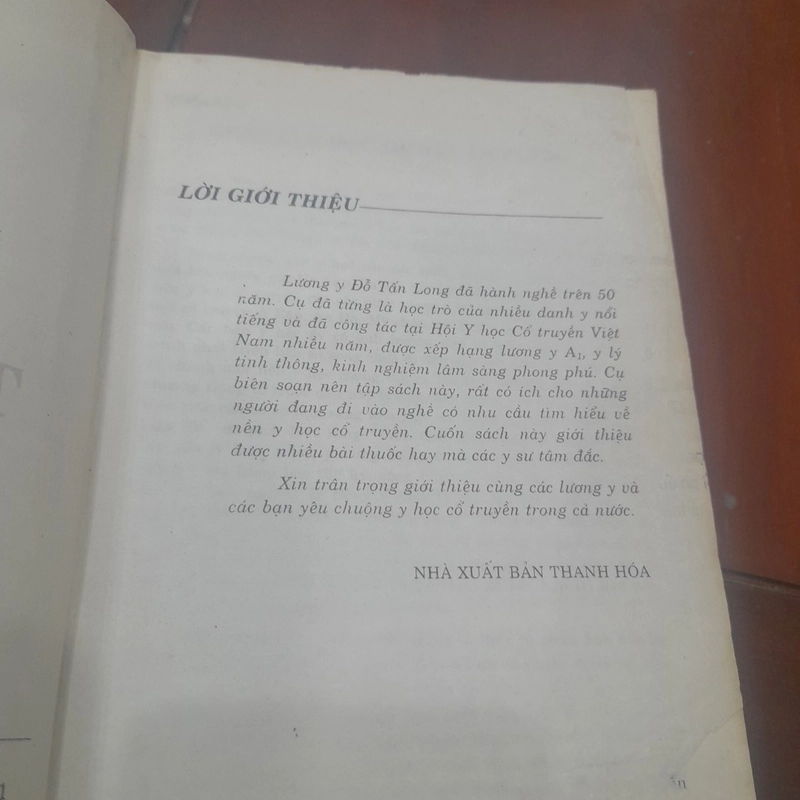 LỜI GIỚI THIỆU
Lương y Đỗ Tấn Long đã hành nghề trên 50
năm. Cụ đã từng là học trò của nhiều danh y nổi
tiếng và đã công tác tại Hội Y học Cổ truyền Việt
Nam nhiều năm, được xếp hạng lương y A₁, y lý
tinh thông, kinh nghiệm lâm sàng phong phú. Cụ
biên soạn nên tập sách này, rất có ích cho những
người đang đi vào nghề có nhu cầu tìm hiểu về
nền y học cổ truyền. Cuốn sách này giới thiệu
được nhiều bài thuốc hay mà các y sư tâm đắc.
Xin trân trọng giới thiệu cùng các lương y và
các bạn yêu chuộng y học cổ truyền trong cả nước.
NHÀ XUẤT BẢN THANH HÓA